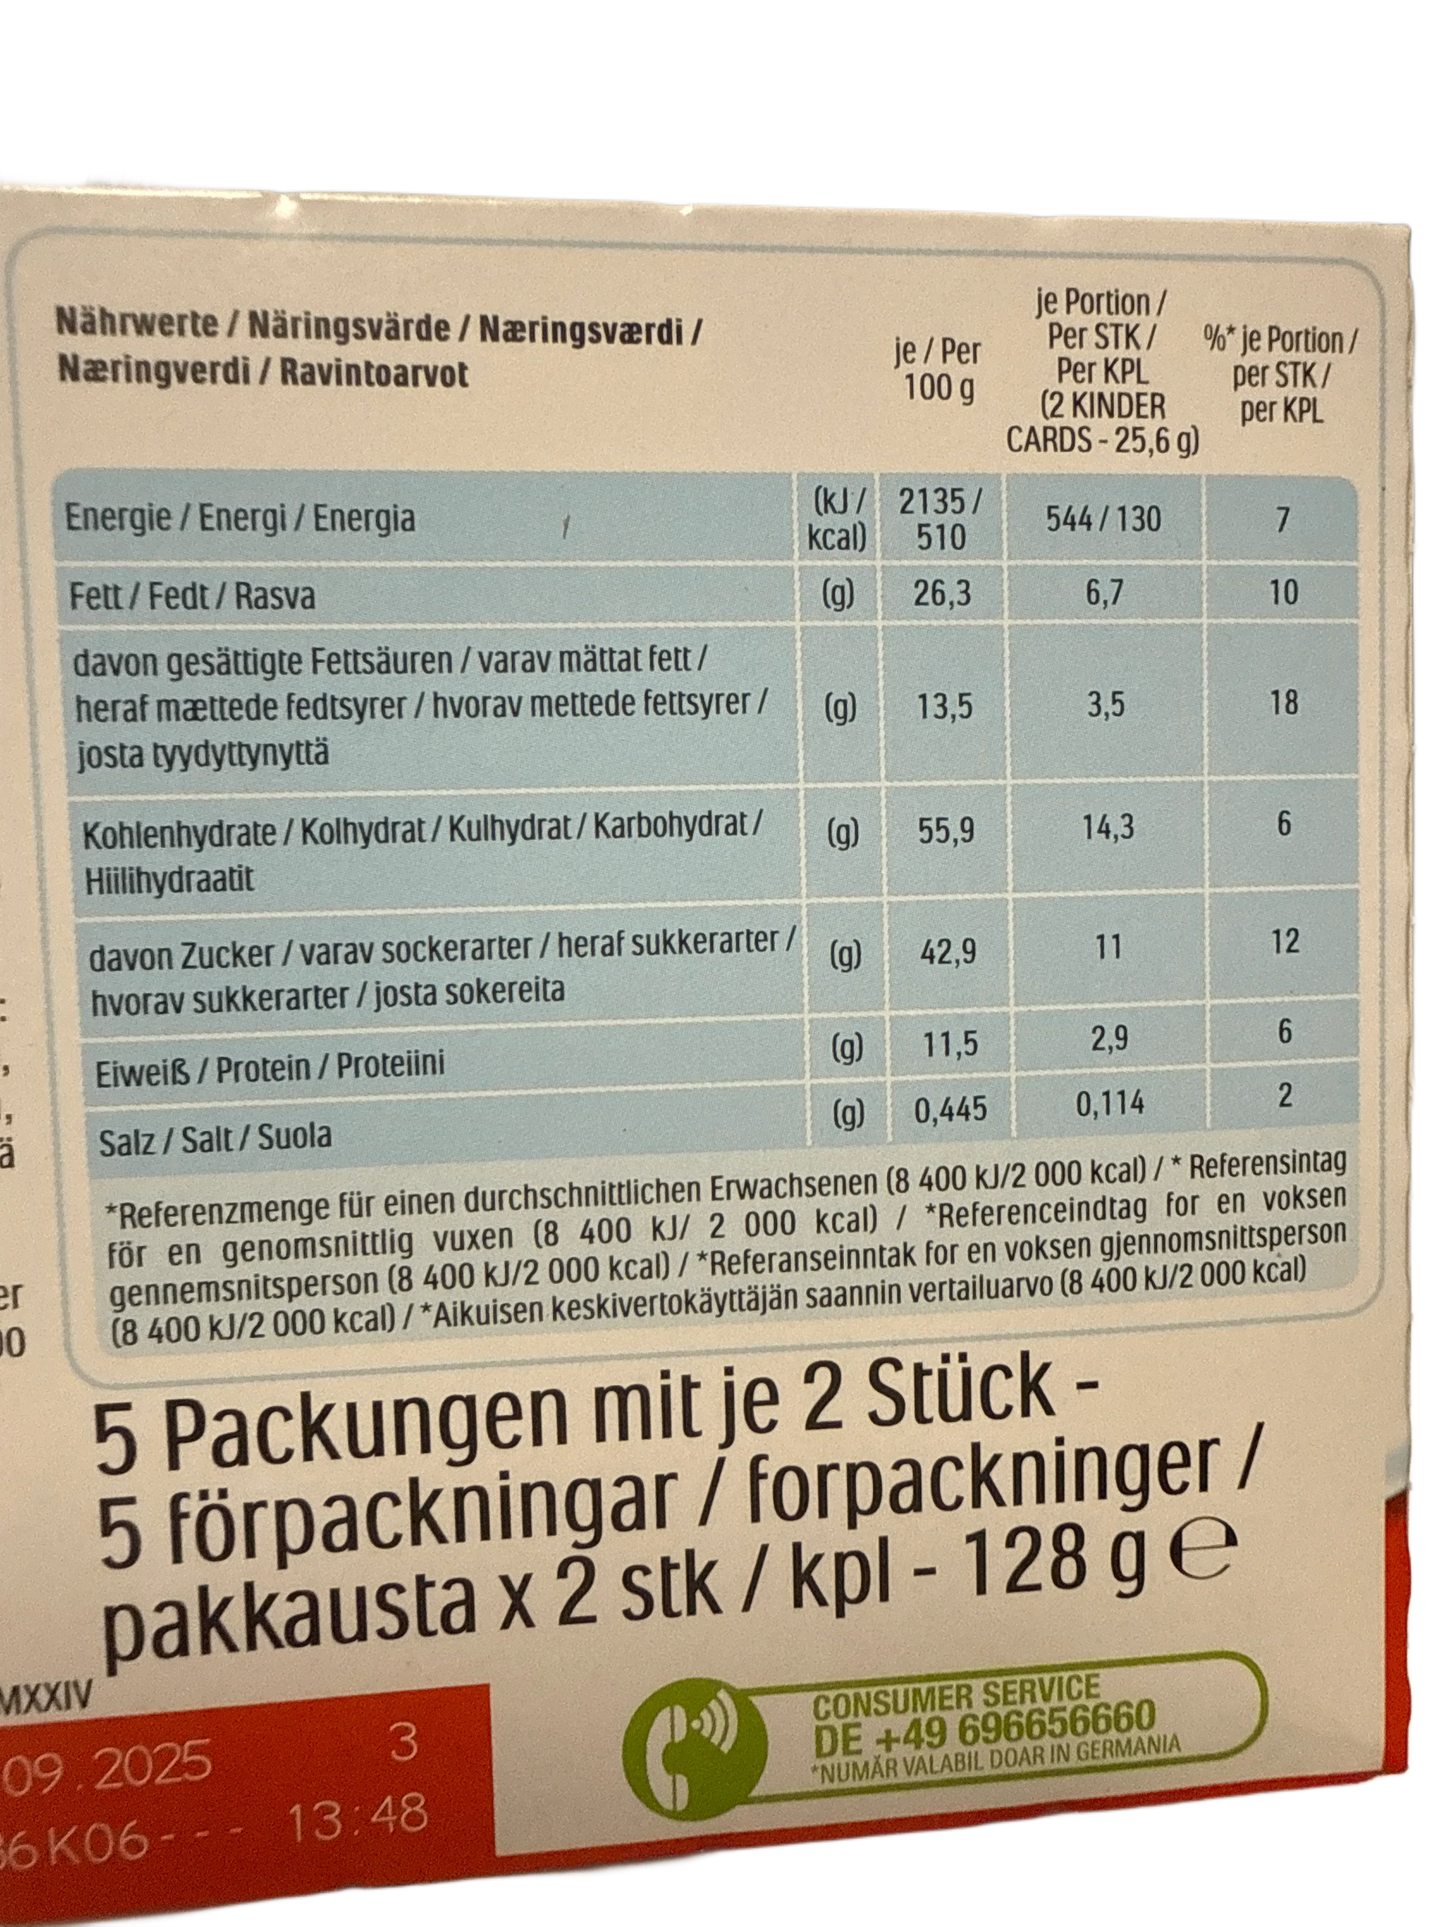 Nährwerte / Näringsvärde / Næringsværdi /
Næringverdi / Ravintoarvot
je / Per
100 g
je Portion /
Per STK /
Per KPL
(2 KINDER
CARDS - 25,6 g)
%* je Portion /
per STK /
per KPL
Energie / Energi / Energia (kJ / kcal) 2135 / 510 544 / 130 7
Fett / Fedt / Rasva (g) 26,3 6,7 10
davon gesättigte Fettsäuren / varav mättat fett /
heraf mættede fedtsyrer / hvorav mettede fettsyrer / (g) 13,5 3,5 18
josta tyydyttynyttä
Kohlenhydrate / Kolhydrat / Kulhydrat / Karbohydrat / (g) 55,9 14,3 6
Hiilihydraatit
davon Zucker / varav sockerarter / heraf sukkerarter / (g) 42,9 11 12
hvorav sukkerarter / josta sokereita
Eiweiß / Protein / Proteiini (g) 11,5 2,9 6
Salz / Salt / Suola (g) 0,445 0,114 2
*Referenzmenge für einen durchschnittlichen Erwachsenen (8 400 kJ/2 000 kcal) / * Referensintag
för en genomsnittlig vuxen (8 400 kJ/ 2 000 kcal) / *Referenceindtag for en voksen
gennemsnitsperson (8 400 kJ/2 000 kcal) / *Referanseinntak for en voksen gjennomsnittsperson
(8 400 kJ/2 000 kcal) / *Aikuisen keskivertokäyttäjän saannin vertailuarvo (8 400 kJ/2 000 kcal)
5 Packungen mit je 2 Stück -
5 förpackningar / forpackninger /
pakkausta x 2 stk / kpl - 128 g ℮
MXXIV
09.2025 3
6K06--- 13:48
CONSUMER SERVICE
DE +49 696656660
*NUMĂR VALABIL DOAR IN GERMANIA